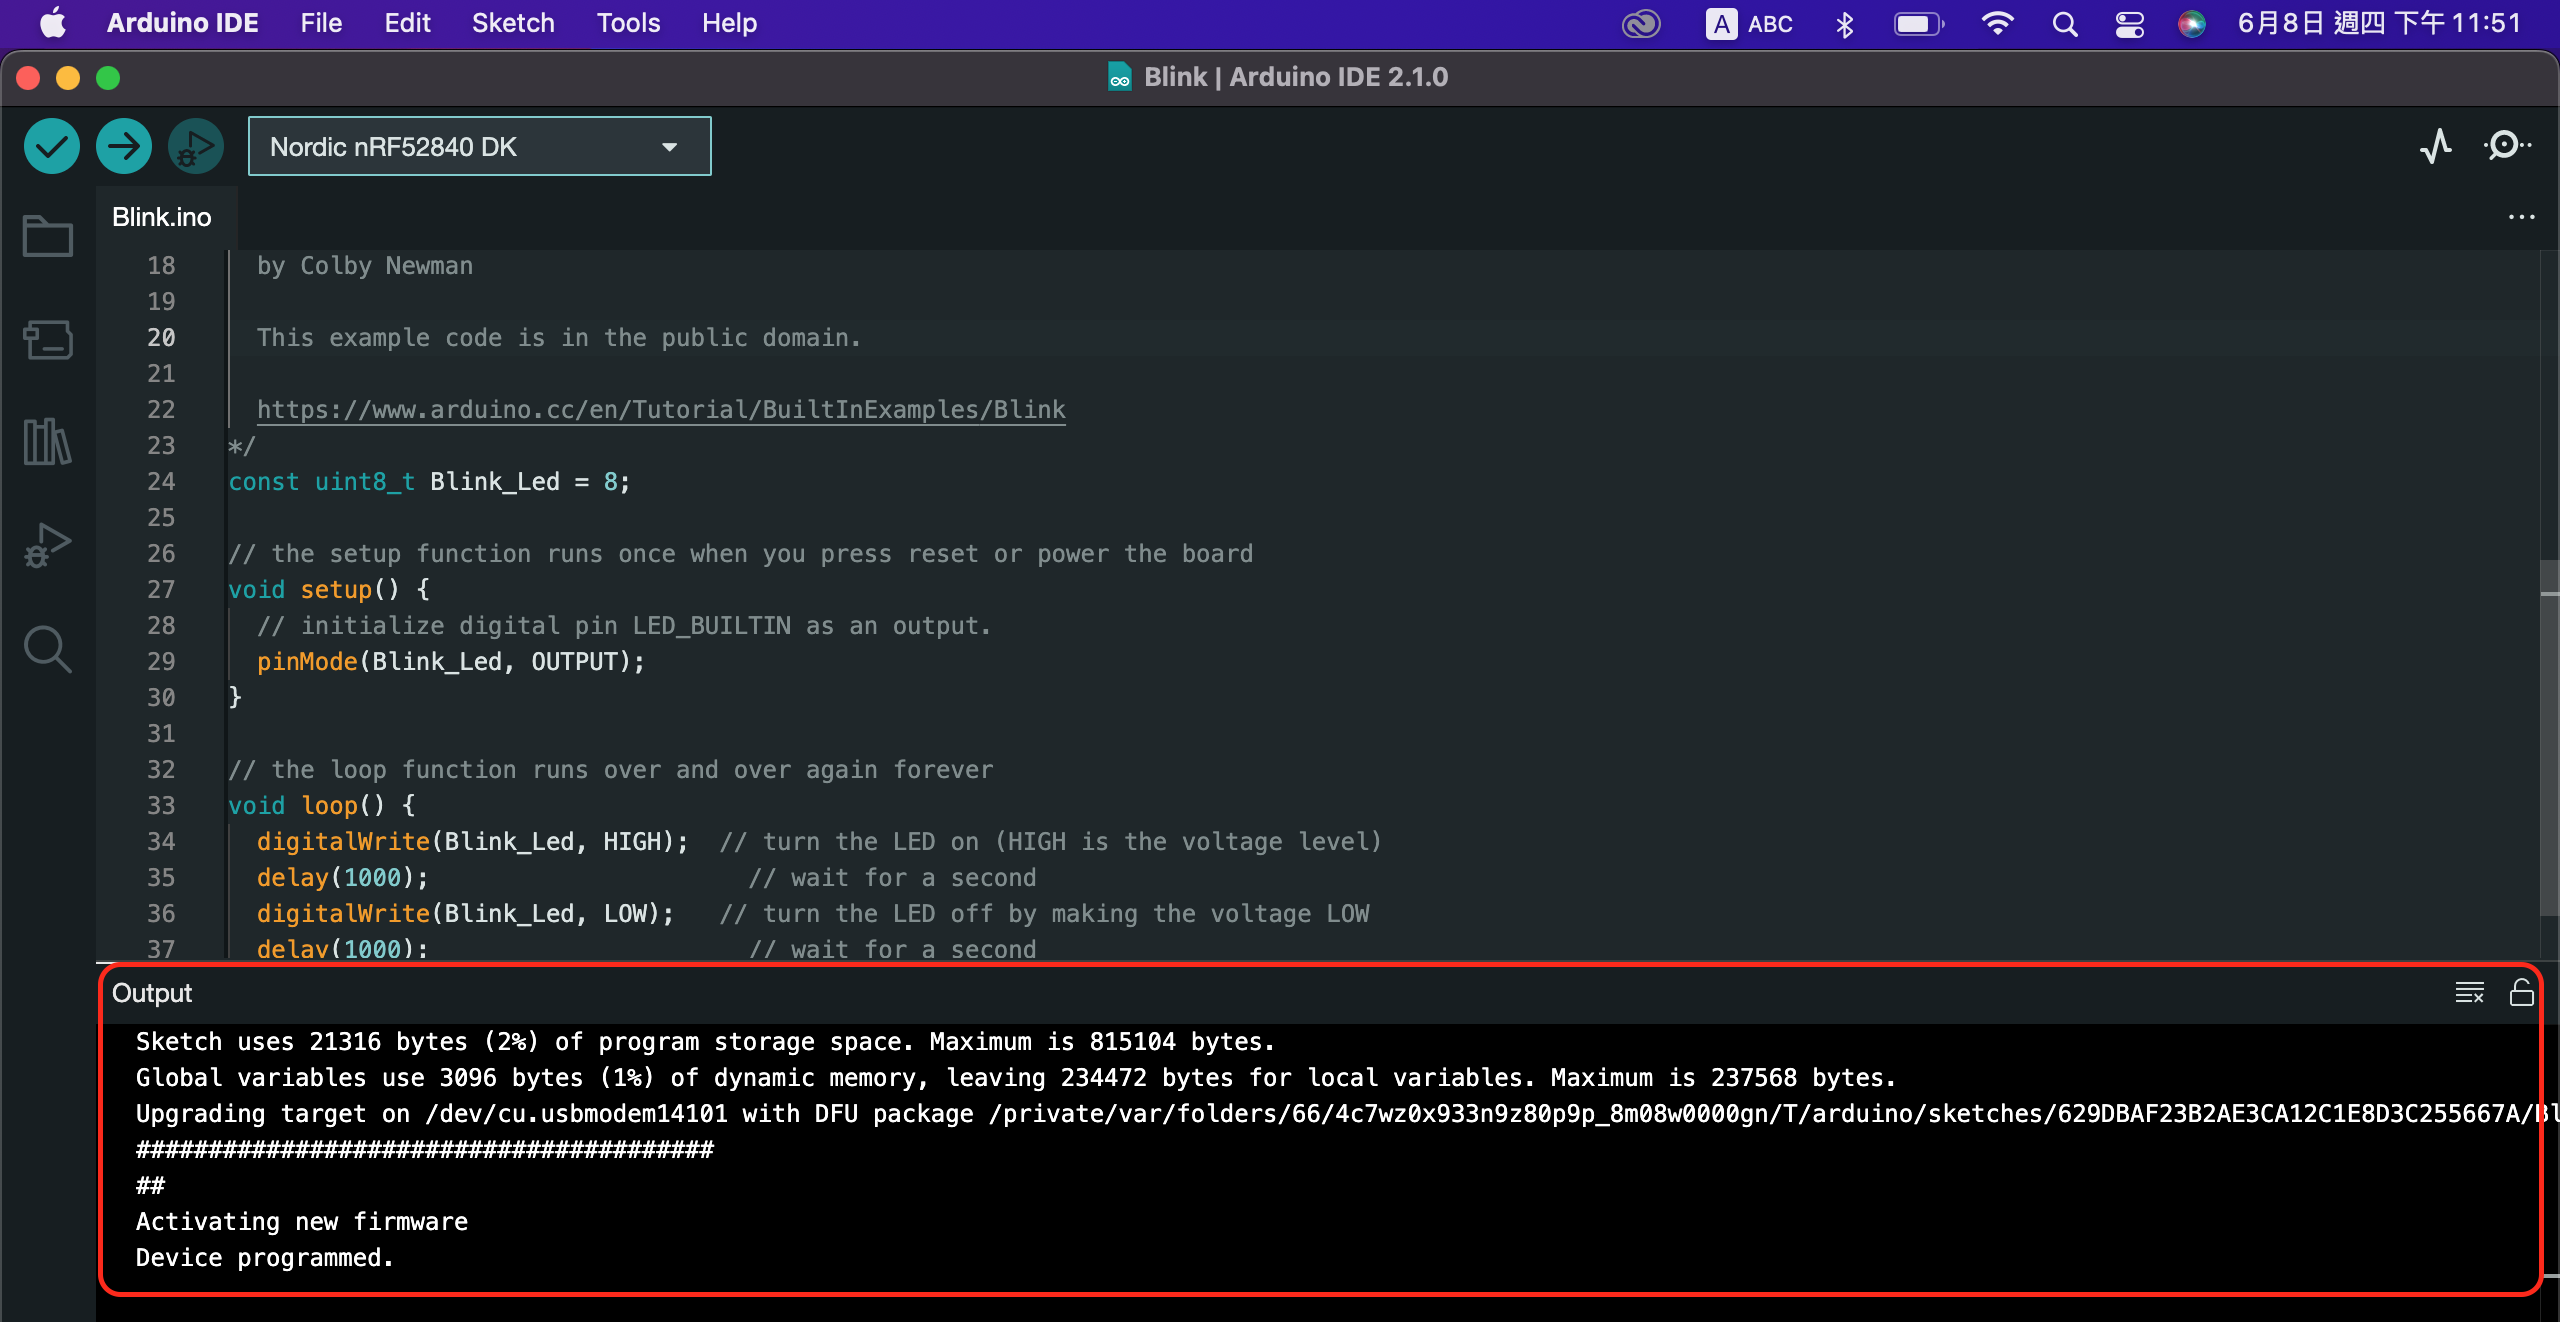 Arduino IDE File Edit Sketch Tools Help A ABC 6月8日 週四 下午 11:51
Blink | Arduino IDE 2.1.0
Nordic nRF52840 DK
Blink.ino
18 by Colby Newman
19
20 This example code is in the public domain.
21
22 https://www.arduino.cc/en/Tutorial/BuiltInExamples/Blink
23 */
24 const uint8_t Blink_Led = 8;
25
26 // the setup function runs once when you press reset or power the board
27 void setup() {
28 // initialize digital pin LED_BUILTIN as an output.
29 pinMode(Blink_Led, OUTPUT);
30 }
31
32 // the loop function runs over and over again forever
33 void loop() {
34 digitalWrite(Blink_Led, HIGH); // turn the LED on (HIGH is the voltage level)
35 delay(1000); // wait for a second
36 digitalWrite(Blink_Led, LOW); // turn the LED off by making the voltage LOW
37 delay(1000); // wait for a second
Output
Sketch uses 21316 bytes (2%) of program storage space. Maximum is 815104 bytes.
Global variables use 3096 bytes (1%) of dynamic memory, leaving 234472 bytes for local variables. Maximum is 237568 bytes.
Upgrading target on /dev/cu.usbmodem14101 with DFU package /private/var/folders/66/4c7wz0x933n9z80p9p_8m08w0000gn/T/arduino/sketches/629DBAF23B2AE3CA12C1E8D3C255667A/Bl
########################################
##
Activating new firmware
Device programmed.